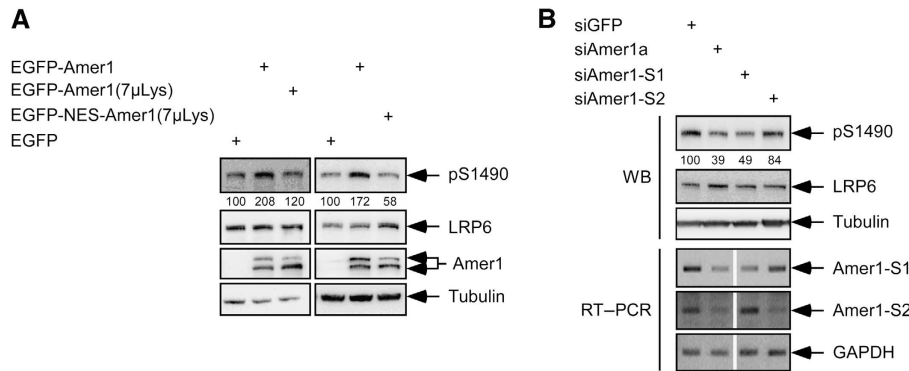 A
EGFP-Amer1 + +
EGFP-Amer1(7µLys) +
EGFP-NES-Amer1(7µLys) +
EGFP + +
pS1490
100 208 120 100 172 58
LRP6
Amer1
Tubulin
B
siGFP +
siAmer1a +
siAmer1-S1 +
siAmer1-S2 +
WB
pS1490
100 39 49 84
LRP6
Tubulin
RT–PCR
Amer1-S1
Amer1-S2
GAPDH